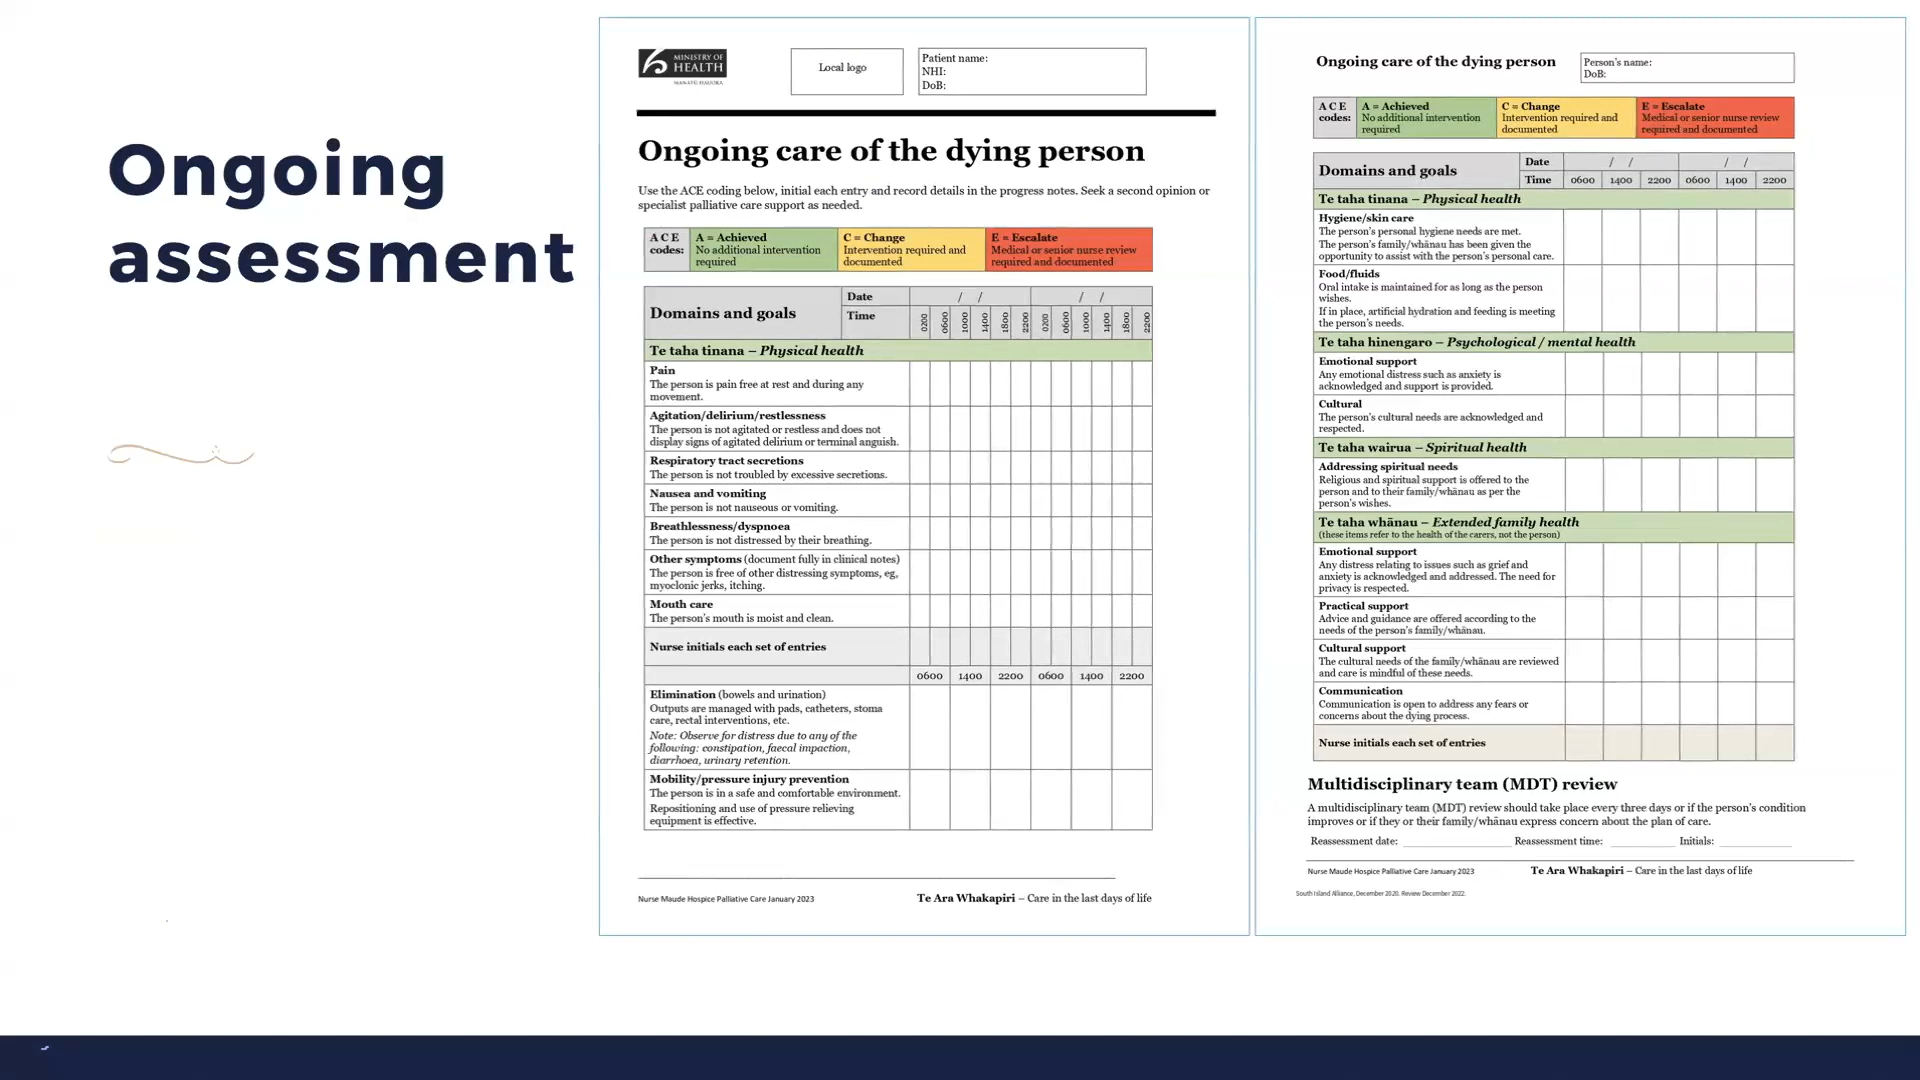 Ongoing
assessment
MINISTRY OF
HEALTH
MANATŪ HAUORA
Local logo
Patient name:
NHI:
DoB:
Ongoing care of the dying person
Use the ACE coding below, initial each entry and record details in the progress notes. Seek a second opinion or
specialist palliative care support as needed.
A C E
codes:
A = Achieved
No additional intervention
required
C = Change
Intervention required and
documented
E = Escalate
Medical or senior nurse review
required and documented
Domains and goals
Date / / / /
Time 0200 0600 1000 1400 1800 2200 0200 0600 1000 1400 1800 2200
Te taha tinana – Physical health
Pain
The person is pain free at rest and during any
movement.
Agitation/delirium/restlessness
The person is not agitated or restless and does not
display signs of agitated delirium or terminal anguish.
Respiratory tract secretions
The person is not troubled by excessive secretions.
Nausea and vomiting
The person is not nauseous or vomiting.
Breathlessness/dyspnoea
The person is not distressed by their breathing.
Other symptoms (document fully in clinical notes)
The person is free of other distressing symptoms, eg,
myoclonic jerks, itching.
Mouth care
The person's mouth is moist and clean.
Nurse initials each set of entries
0600 1400 2200 0600 1400 2200
Elimination (bowels and urination)
Outputs are managed with pads, catheters, stoma
care, rectal interventions, etc.
Note: Observe for distress due to any of the
following: constipation, faecal impaction,
diarrhoea, urinary retention.
Mobility/pressure injury prevention
The person is in a safe and comfortable environment.
Repositioning and use of pressure relieving
equipment is effective.
Nurse Maude Hospice Palliative Care January 2023
Te Ara Whakapiri – Care in the last days of life
Ongoing care of the dying person
Person's name:
DoB:
A C E
codes:
A = Achieved
No additional intervention
required
C = Change
Intervention required and
documented
E = Escalate
Medical or senior nurse review
required and documented
Domains and goals
Date / / / /
Time 0600 1400 2200 0600 1400 2200
Te taha tinana – Physical health
Hygiene/skin care
The person's personal hygiene needs are met.
The person's family/whānau has been given the
opportunity to assist with the person's personal care.
Food/fluids
Oral intake is maintained for as long as the person
wishes.
If in place, artificial hydration and feeding is meeting
the person's needs.
Te taha hinengaro – Psychological / mental health
Emotional support
Any emotional distress such as anxiety is
acknowledged and support is provided.
Cultural
The person's cultural needs are acknowledged and
respected.
Te taha wairua – Spiritual health
Addressing spiritual needs
Religious and spiritual support is offered to the
person and to their family/whānau as per the
person's wishes.
Te taha whānau – Extended family health
(these items refer to the health of the carers, not the person)
Emotional support
Any distress relating to issues such as grief and
anxiety is acknowledged and addressed. The need for
privacy is respected.
Practical support
Advice and guidance are offered according to the
needs of the person's family/whānau.
Cultural support
The cultural needs of the family/whānau are reviewed
and care is mindful of these needs.
Communication
Communication is open to address any fears or
concerns about the dying process.
Nurse initials each set of entries
Multidisciplinary team (MDT) review
A multidisciplinary team (MDT) review should take place every three days or if the person's condition
improves or if they or their family/whānau express concern about the plan of care.
Reassessment date: Reassessment time: Initials:
Nurse Maude Hospice Palliative Care January 2023
Te Ara Whakapiri – Care in the last days of life
South Island Alliance, December 2020. Review December 2022.